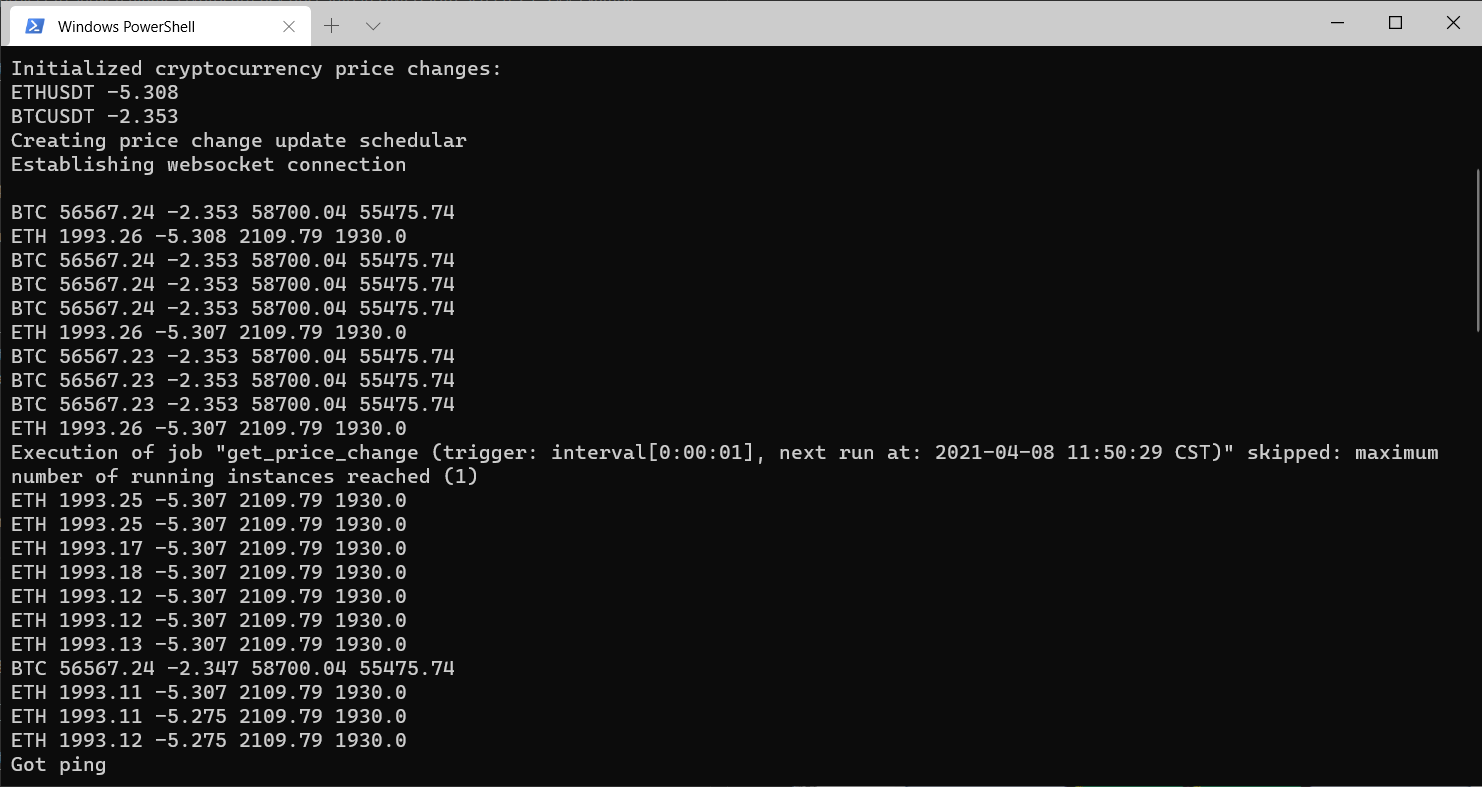 Windows PowerShell
Initialized cryptocurrency price changes:
ETHUSDT -5.308
BTCUSDT -2.353
Creating price change update schedular
Establishing websocket connection
BTC 56567.24 -2.353 58700.04 55475.74
ETH 1993.26 -5.308 2109.79 1930.0
BTC 56567.24 -2.353 58700.04 55475.74
BTC 56567.24 -2.353 58700.04 55475.74
BTC 56567.24 -2.353 58700.04 55475.74
ETH 1993.26 -5.307 2109.79 1930.0
BTC 56567.23 -2.353 58700.04 55475.74
BTC 56567.23 -2.353 58700.04 55475.74
BTC 56567.23 -2.353 58700.04 55475.74
ETH 1993.26 -5.307 2109.79 1930.0
Execution of job "get_price_change (trigger: interval[0:00:01], next run at: 2021-04-08 11:50:29 CST)" skipped: maximum
number of running instances reached (1)
ETH 1993.25 -5.307 2109.79 1930.0
ETH 1993.25 -5.307 2109.79 1930.0
ETH 1993.17 -5.307 2109.79 1930.0
ETH 1993.18 -5.307 2109.79 1930.0
ETH 1993.12 -5.307 2109.79 1930.0
ETH 1993.12 -5.307 2109.79 1930.0
ETH 1993.13 -5.307 2109.79 1930.0
BTC 56567.24 -2.347 58700.04 55475.74
ETH 1993.11 -5.307 2109.79 1930.0
ETH 1993.11 -5.275 2109.79 1930.0
ETH 1993.12 -5.275 2109.79 1930.0
Got ping